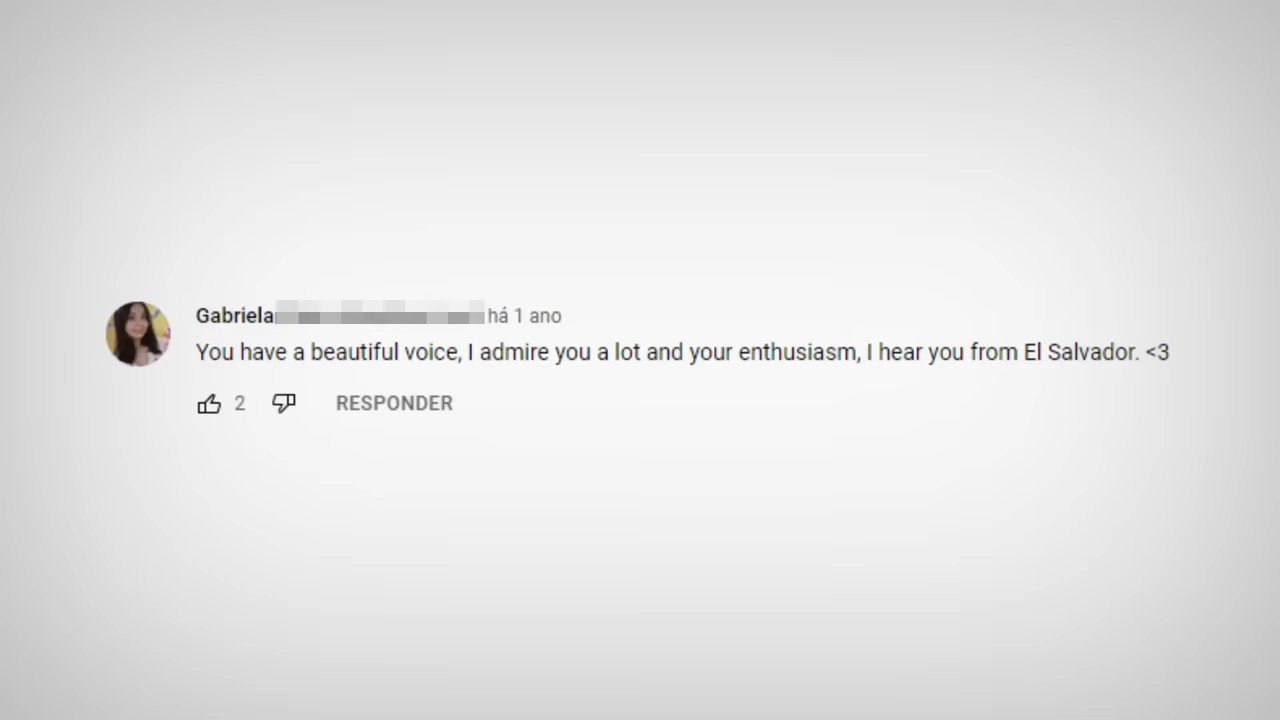 Gabriela há 1 ano
You have a beautiful voice, I admire you a lot and your enthusiasm, I hear you from El Salvador. <3
2 RESPONDER